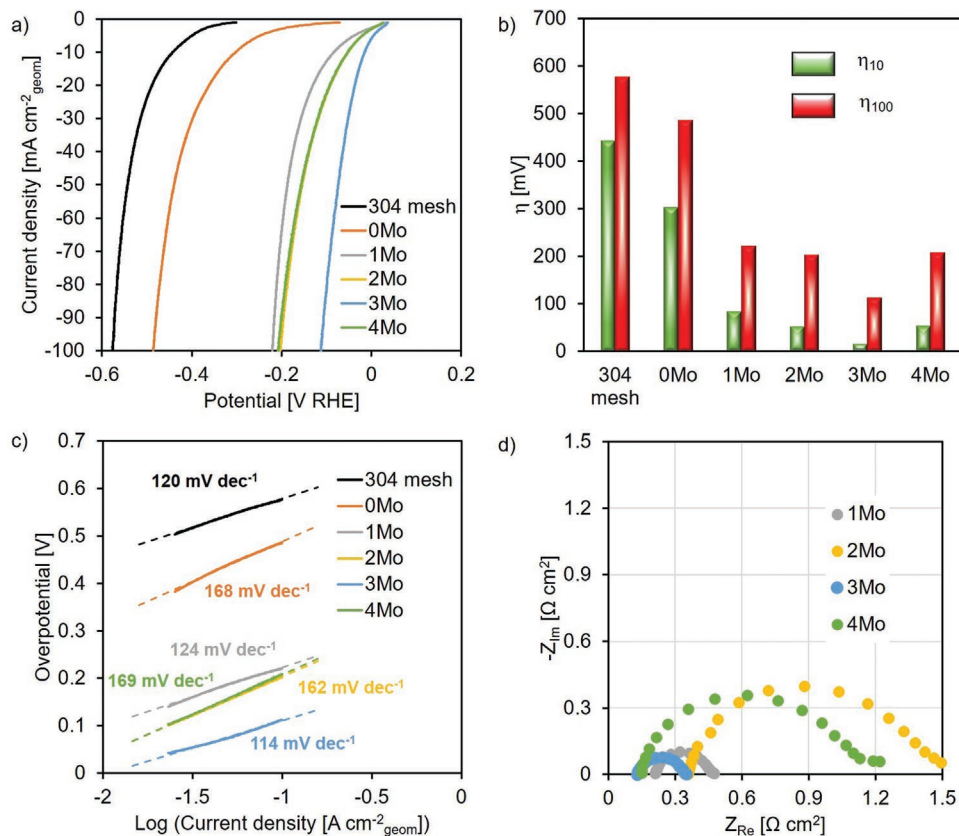 a)
0
-10
-20
-30
-40
-50
-60
-70
-80
-90
-100
Current density [mA cm-2geom]
-0.6
-0.4
-0.2
0
0.2
Potential [V RHE]
304 mesh
0Mo
1Mo
2Mo
3Mo
4Mo
b)
700
600
500
400
300
200
100
0
η [mV]
η10
η100
304 mesh
0Mo
1Mo
2Mo
3Mo
4Mo
c)
0.7
0.6
0.5
0.4
0.3
0.2
0.1
0
Overpotential [V]
120 mV dec-1
168 mV dec-1
124 mV dec-1
169 mV dec-1
162 mV dec-1
114 mV dec-1
304 mesh
0Mo
1Mo
2Mo
3Mo
4Mo
-2
-1.5
-1
-0.5
0
Log (Current density [A cm-2geom])
d)
1.5
1.2
0.9
0.6
0.3
0
-ZIm [Ω cm2]
1Mo
2Mo
3Mo
4Mo
0
0.3
0.6
0.9
1.2
1.5
ZRe [Ω cm2]